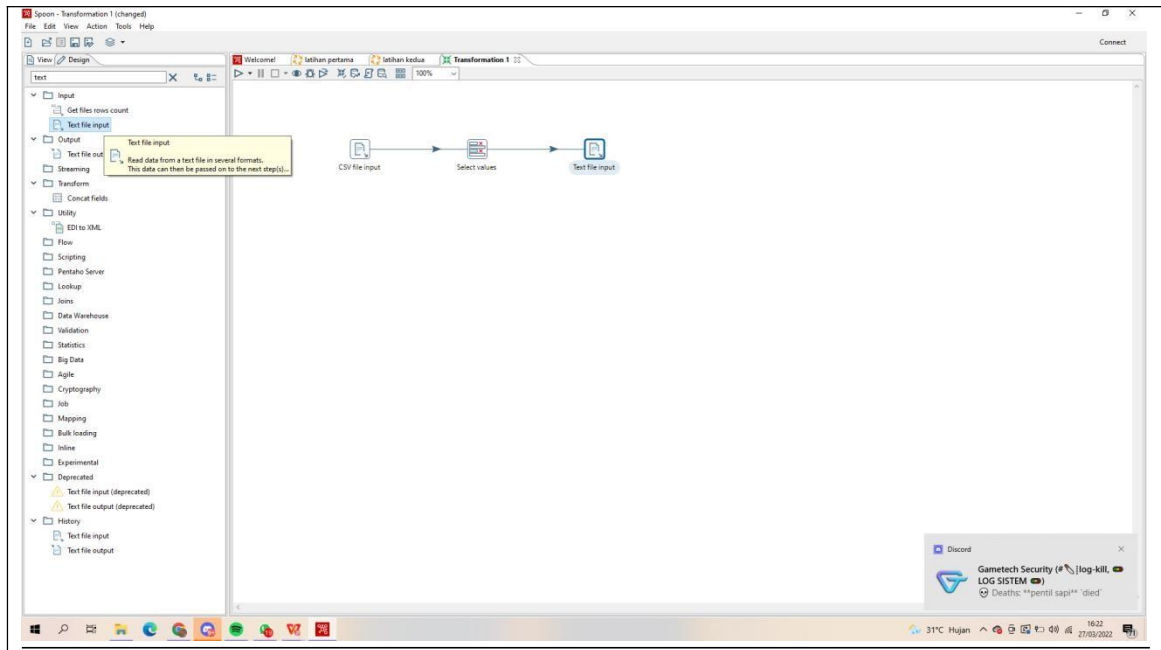 Spoon - Transformation 1 (changed)
File Edit View Action Tools Help
Connect
View Design
text
Input
Get files rows count
Text file input
Output
Text file out
Streaming
Transform
Concat fields
Utility
EDI to XML
Flow
Scripting
Pentaho Server
Lookup
Joins
Data Warehouse
Validation
Statistics
Big Data
Agile
Cryptography
Job
Mapping
Bulk loading
Inline
Experimental
Deprecated
Text file input (deprecated)
Text file output (deprecated)
History
Text file input
Text file output
Text file input
Read data from a text file in several formats.
This data can then be passed on to the next step(s)...
Welcome! latihan pertama latihan kedua Transformation 1
100%
CSV file input Select values Text file input
Discord
Gametech Security (# |log-kill,
LOG SISTEM )
Deaths: **pentil sapi** `died`
31°C Hujan
16:22
27/03/2022